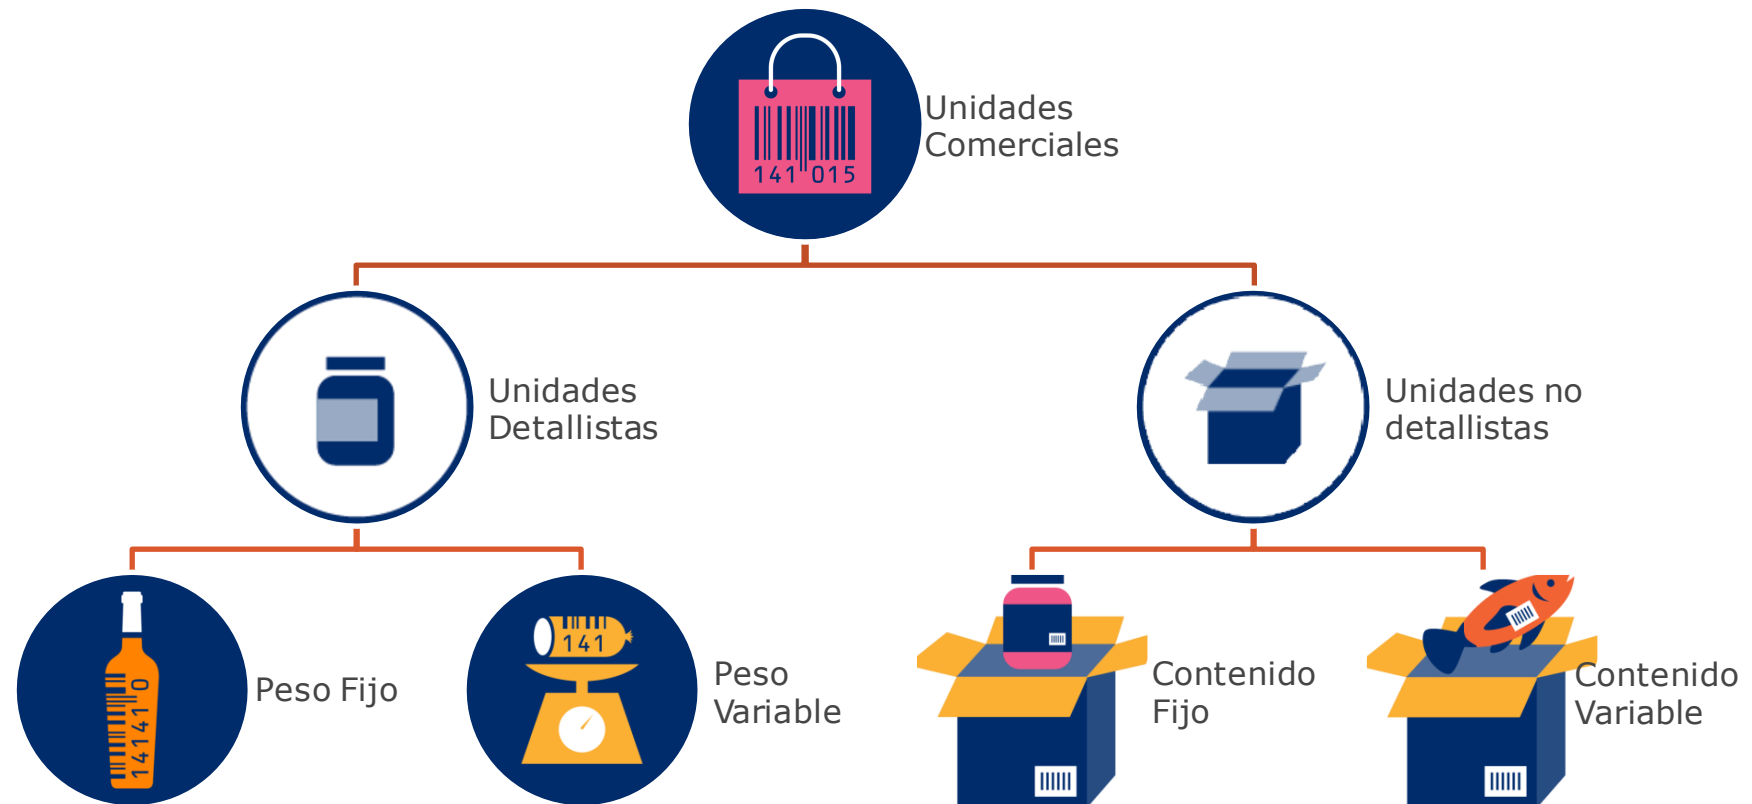 141 015
Unidades
Comerciales
Unidades
Detallistas
Unidades no
detallistas
14141 0
Peso Fijo
141
Peso
Variable
Contenido
Fijo
Contenido
Variable